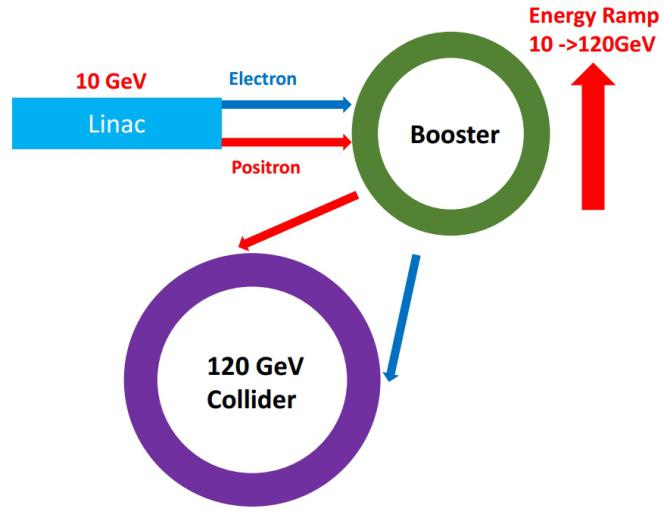 Energy Ramp
10 ->120GeV
10 GeV
Electron
Linac
Booster
Positron
120 GeV
Collider